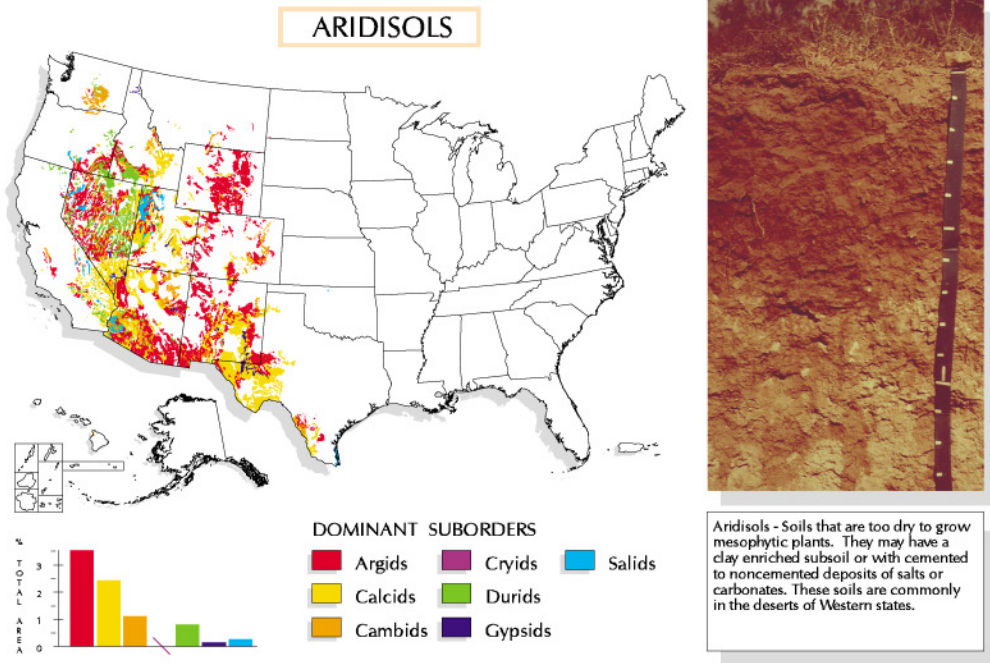 ARIDISOLS
DOMINANT SUBORDERS
Argids
Cryids
Salids
Calcids
Durids
Cambids
Gypsids
% TOTAL AREA
3
2
1
0
Aridisols - Soils that are too dry to grow
mesophytic plants. They may have a
clay enriched subsoil or with cemented
to noncemented deposits of salts or
carbonates. These soils are commonly
in the deserts of Western states.